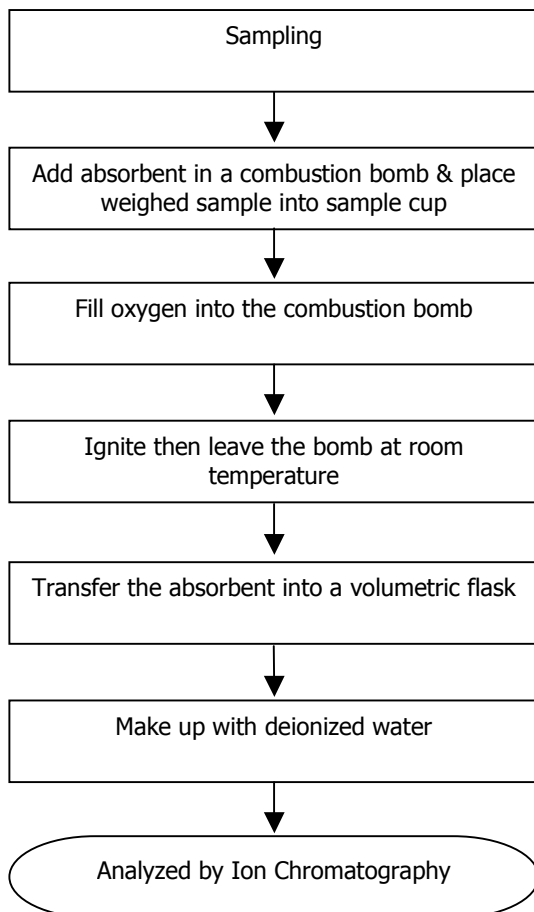 Sampling
Add absorbent in a combustion bomb & place
weighed sample into sample cup
Fill oxygen into the combustion bomb
Ignite then leave the bomb at room
temperature
Transfer the absorbent into a volumetric flask
Make up with deionized water
Analyzed by Ion Chromatography